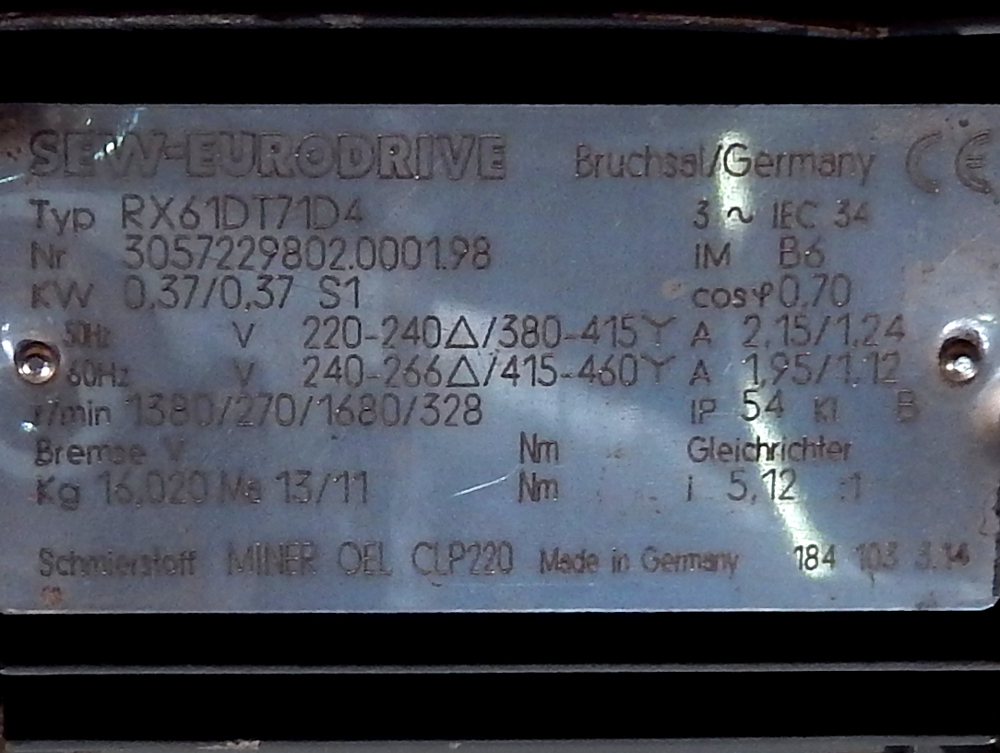 SEW-EURODRIVE Bruchsal/Germany CE
Typ RX61DT71D4 3 ~ IEC 34
Nr 3057229802.0001.98 IM B6
KW 0,37/0,37 S1 cosφ 0,70
50Hz V 220-240△/380-415Y A 2,15/1,24
60Hz V 240-266△/415-460Y A 1,95/1,12
r/min 1380/270/1680/328 IP 54 Kl B
Bremse V Nm Gleichrichter
Kg 16,020 Ma 13/11 Nm i 5,12 :1
Schmierstoff MINER OEL CLP220 Made in Germany 184 103 3.14